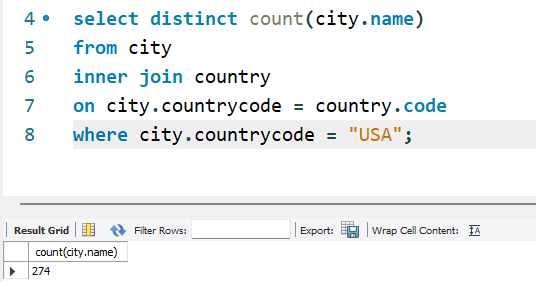 4 select distinct count(city.name)
5 from city
6 inner join country
7 on city.countrycode = country.code
8 where city.countrycode = "USA";
Result Grid Filter Rows: Export: Wrap Cell Content: IA
count(city.name)
274